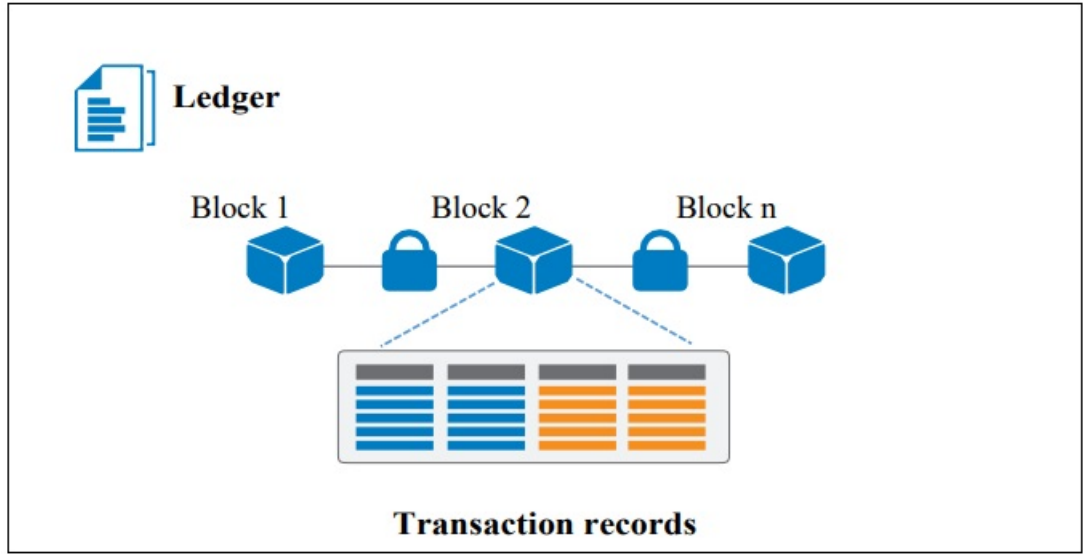 Ledger
Block 1
Block 2
Block n
Transaction records